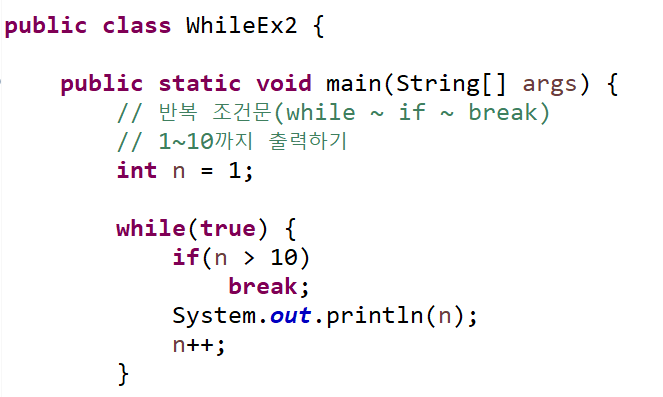 public class WhileEx2 {
public static void main(String[] args) {
// 반복 조건문(while ~ if ~ break)
// 1~10까지 출력하기
int n = 1;
while(true) {
if(n > 10)
break;
System.out.println(n);
n++;
}